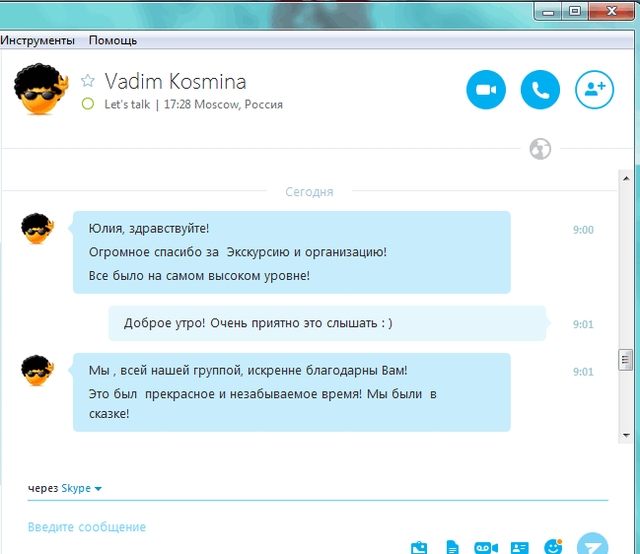 Инструменты Помощь
Vadim Kosmina
Let's talk | 17:28 Moscow, Россия
Сегодня
Юлия, здравствуйте! 9:00
Огромное спасибо за Экскурсию и организацию!
Все было на самом высоком уровне!
Доброе утро! Очень приятно это слышать : ) 9:01
Мы , всей нашей группой, искренне благодарны Вам! 9:01
Это был прекрасное и незабываемое время! Мы были в
сказке!
через Skype
Введите сообщение